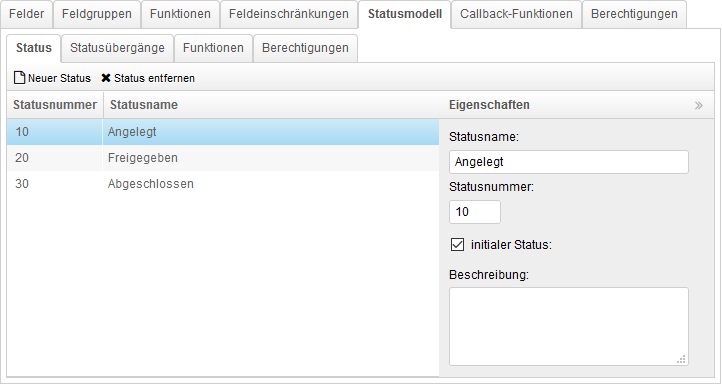 Felder Feldgruppen Funktionen Feldeinschränkungen Statusmodell Callback-Funktionen Berechtigungen
Status Statusübergänge Funktionen Berechtigungen
Neuer Status Status entfernen
Statusnummer Statusname
10 Angelegt
20 Freigegeben
30 Abgeschlossen
Eigenschaften »
Statusname:
Angelegt
Statusnummer:
10
initialer Status:
Beschreibung: